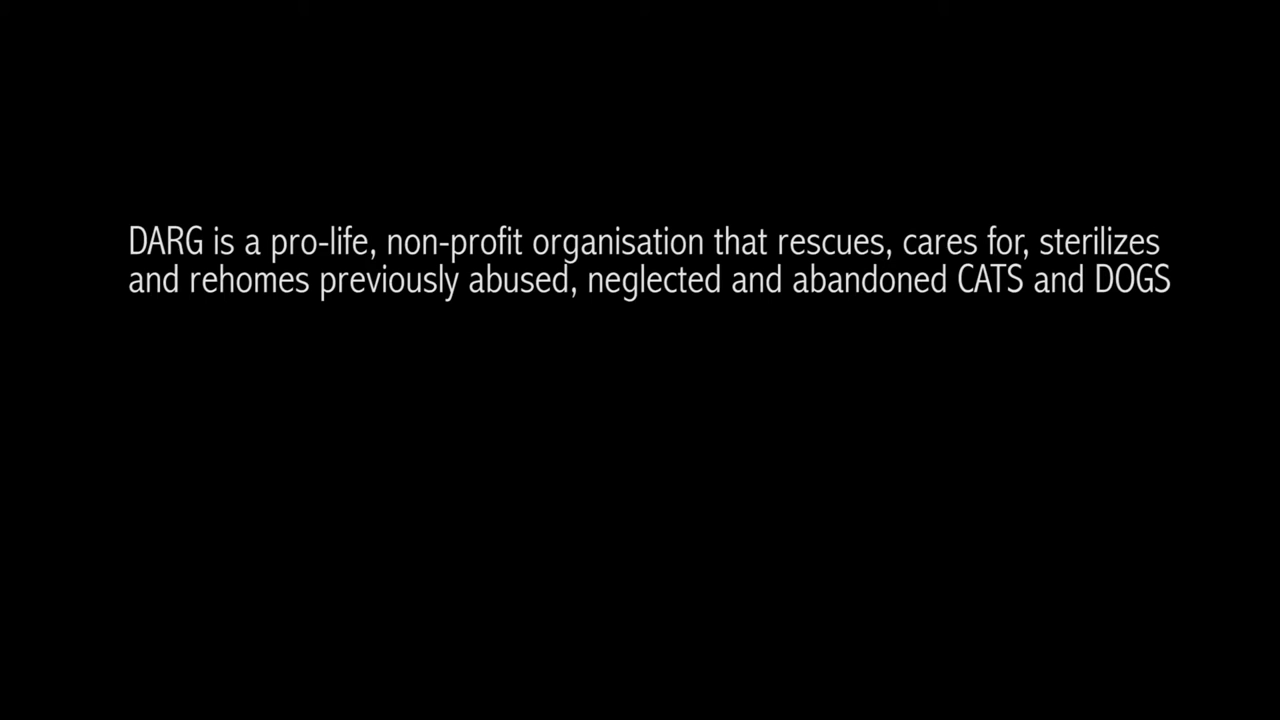 DARG is a pro-life, non-profit organisation that rescues, cares for, sterilizes
and rehomes previously abused, neglected and abandoned CATS and DOGS